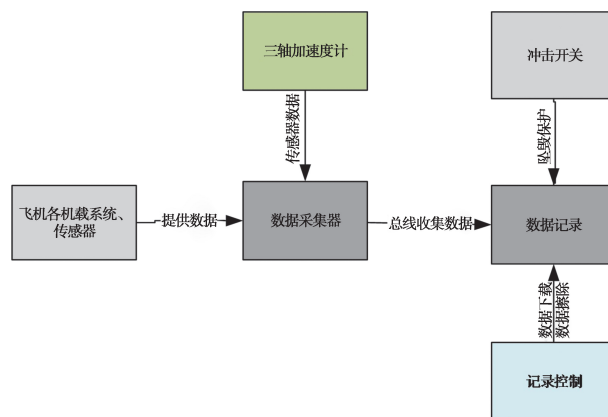 三轴加速度计
冲击开关
传感器数据
坠毁保护
飞机各机载系统、
传感器
提供数据
数据采集器
总线收集数据
数据记录
数据下载
数据擦除
记录控制